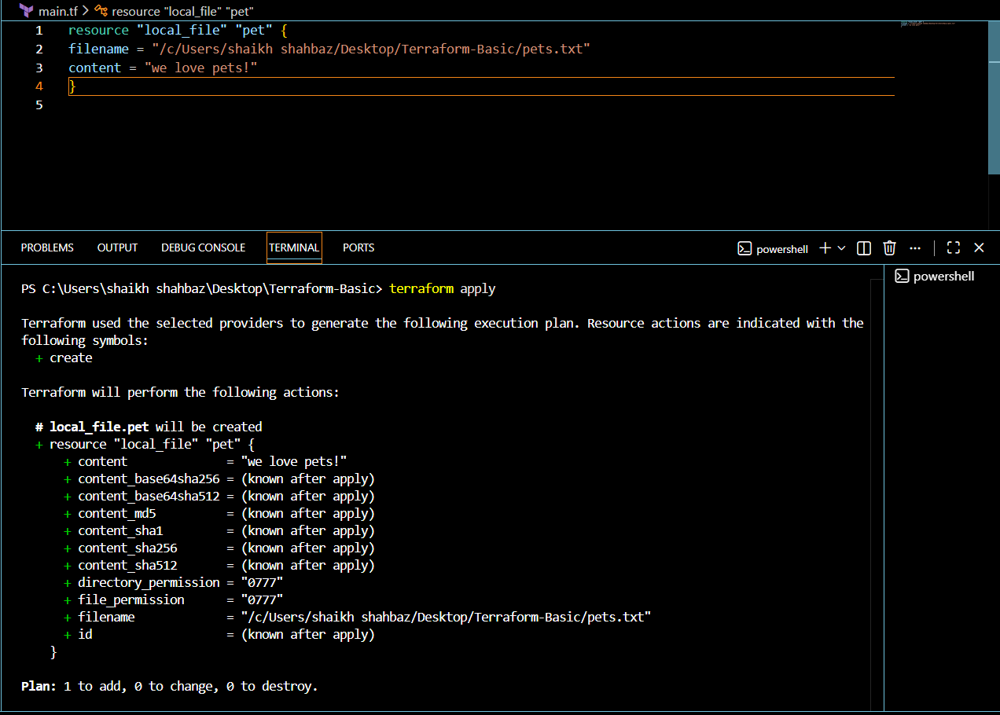 main.tf > resource "local_file" "pet"
1 resource "local_file" "pet" {
2 filename = "/c/Users/shaikh shahbaz/Desktop/Terraform-Basic/pets.txt"
3 content = "we love pets!"
4 }
5
PROBLEMS OUTPUT DEBUG CONSOLE TERMINAL PORTS powershell
powershell
PS C:\Users\shaikh shahbaz\Desktop\Terraform-Basic> terraform apply
Terraform used the selected providers to generate the following execution plan. Resource actions are indicated with the
following symbols:
+ create
Terraform will perform the following actions:
# local_file.pet will be created
+ resource "local_file" "pet" {
+ content = "we love pets!"
+ content_base64sha256 = (known after apply)
+ content_base64sha512 = (known after apply)
+ content_md5 = (known after apply)
+ content_sha1 = (known after apply)
+ content_sha256 = (known after apply)
+ content_sha512 = (known after apply)
+ directory_permission = "0777"
+ file_permission = "0777"
+ filename = "/c/Users/shaikh shahbaz/Desktop/Terraform-Basic/pets.txt"
+ id = (known after apply)
}
Plan: 1 to add, 0 to change, 0 to destroy.